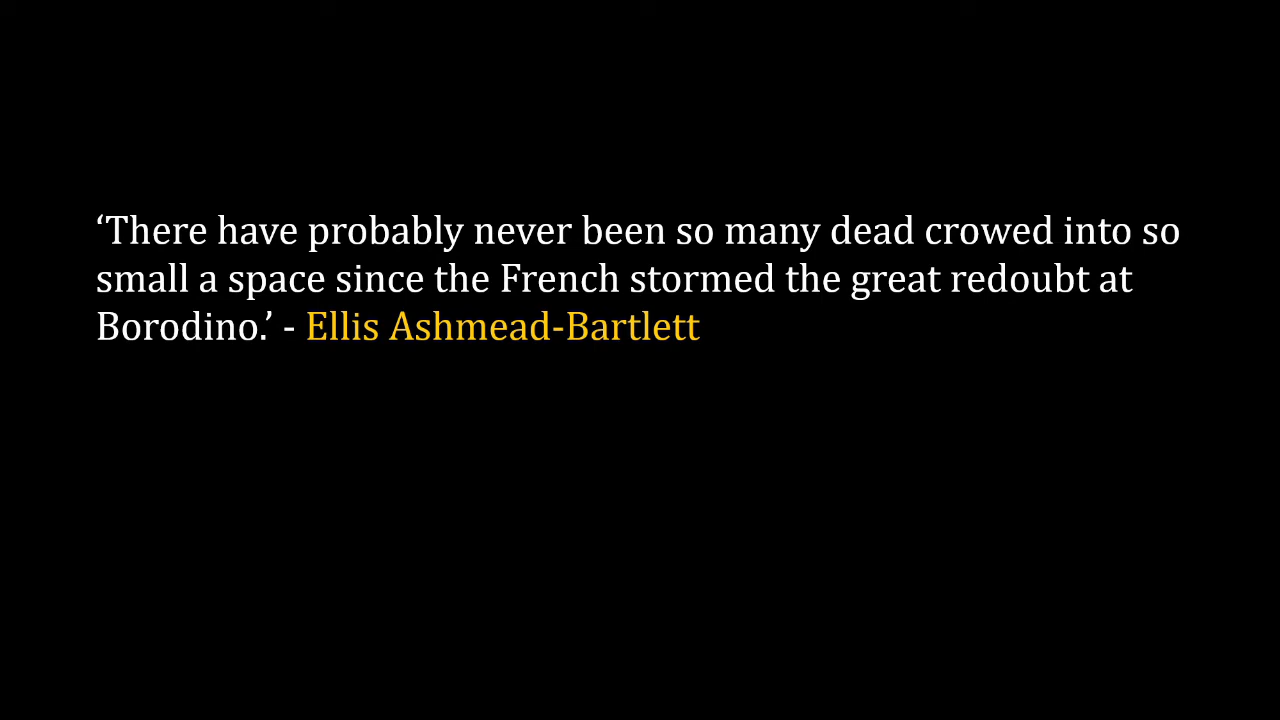 ‘There have probably never been so many dead crowed into so
small a space since the French stormed the great redoubt at
Borodino.’ - Ellis Ashmead-Bartlett